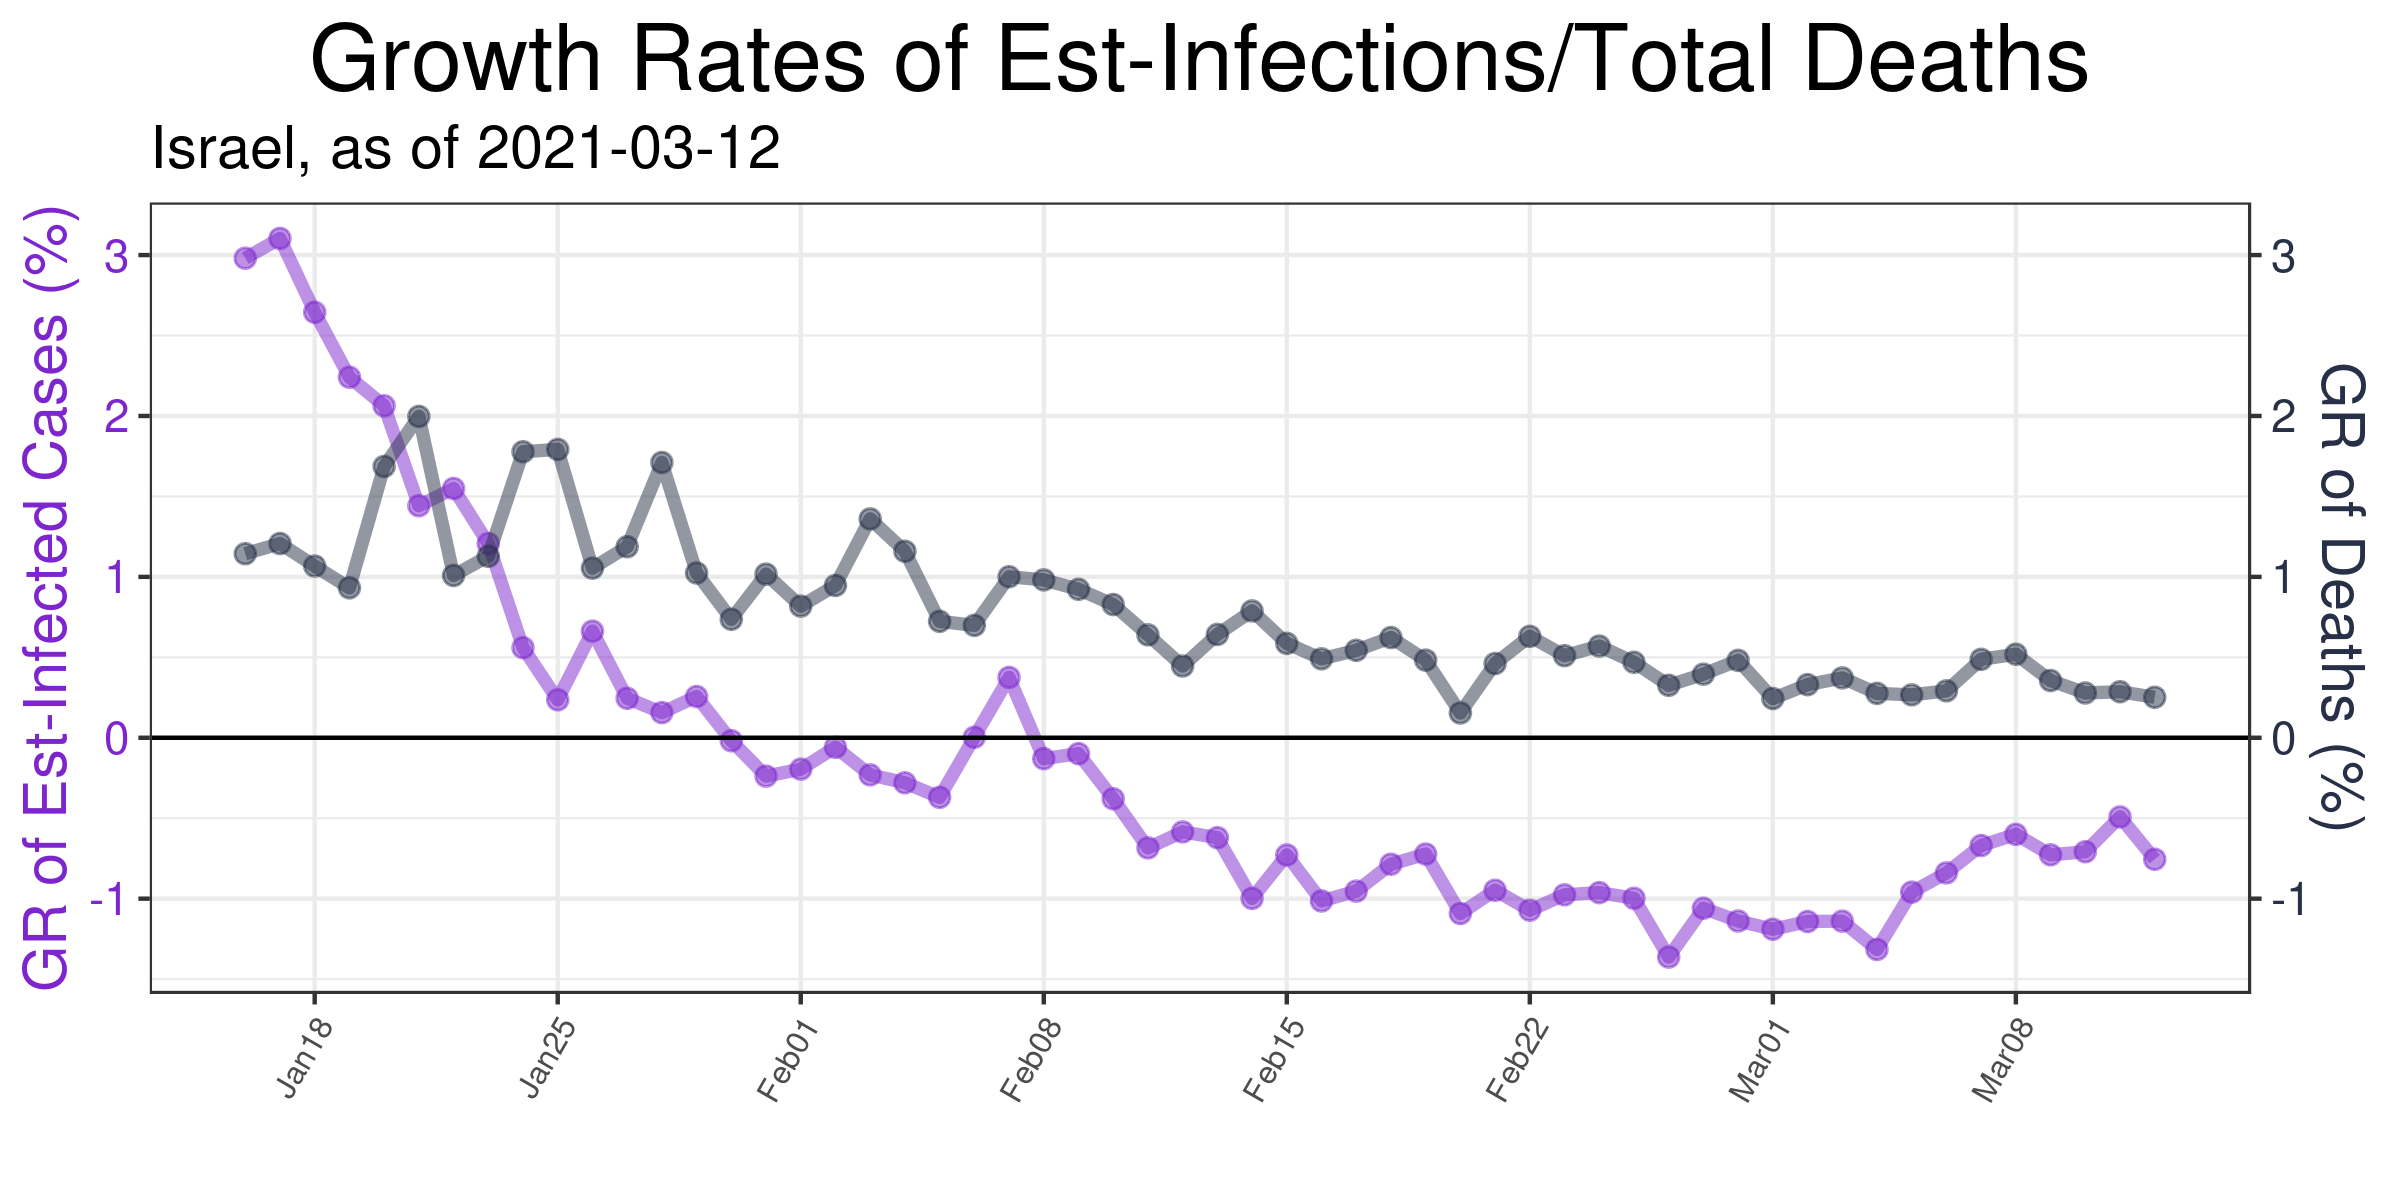 Growth Rates of Est-Infections/Total Deaths
Israel, as of 2021-03-12
GR of Est-Infected Cases (%)
3
2
1
0
-1
3
2
1
0
-1
GR of Deaths (%)
Jan18
Jan25
Feb01
Feb08
Feb15
Feb22
Mar01
Mar08